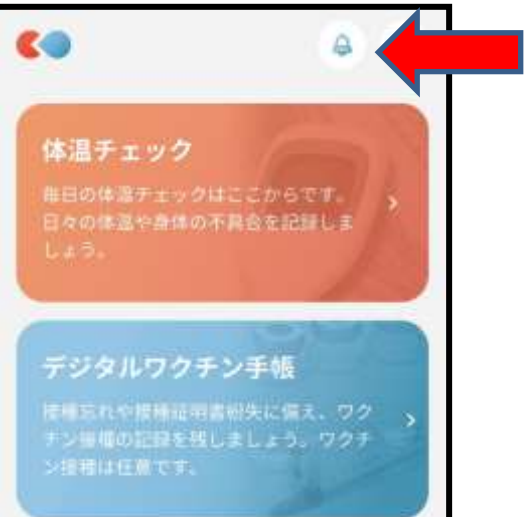 体温チェック
毎日の体温チェックはここからです。
日々の体温や身体の不具合を記録しま
しょう。
デジタルワクチン手帳
接種忘れや接種証明書紛失に備え、ワク
チン接種の記録を残しましょう。ワクチ
ン接種は任意です。